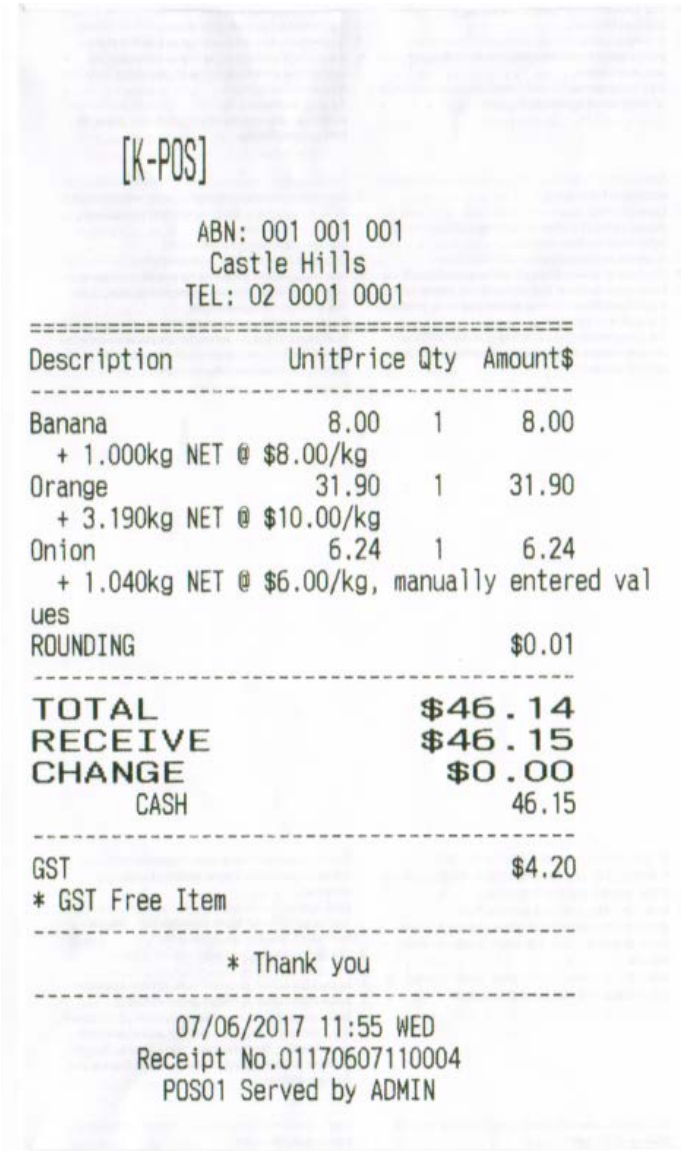 [K-POS]
ABN: 001 001 001
Castle Hills
TEL: 02 0001 0001
==========================================
Description UnitPrice Qty Amount$
------------------------------------------
Banana 8.00 1 8.00
+ 1.000kg NET @ $8.00/kg
Orange 31.90 1 31.90
+ 3.190kg NET @ $10.00/kg
Onion 6.24 1 6.24
+ 1.040kg NET @ $6.00/kg, manually entered val
ues
ROUNDING $0.01
------------------------------------------
TOTAL $46.14
RECEIVE $46.15
CHANGE $0.00
CASH 46.15
------------------------------------------
GST $4.20
* GST Free Item
------------------------------------------
* Thank you
------------------------------------------
07/06/2017 11:55 WED
Receipt No.01170607110004
POS01 Served by ADMIN